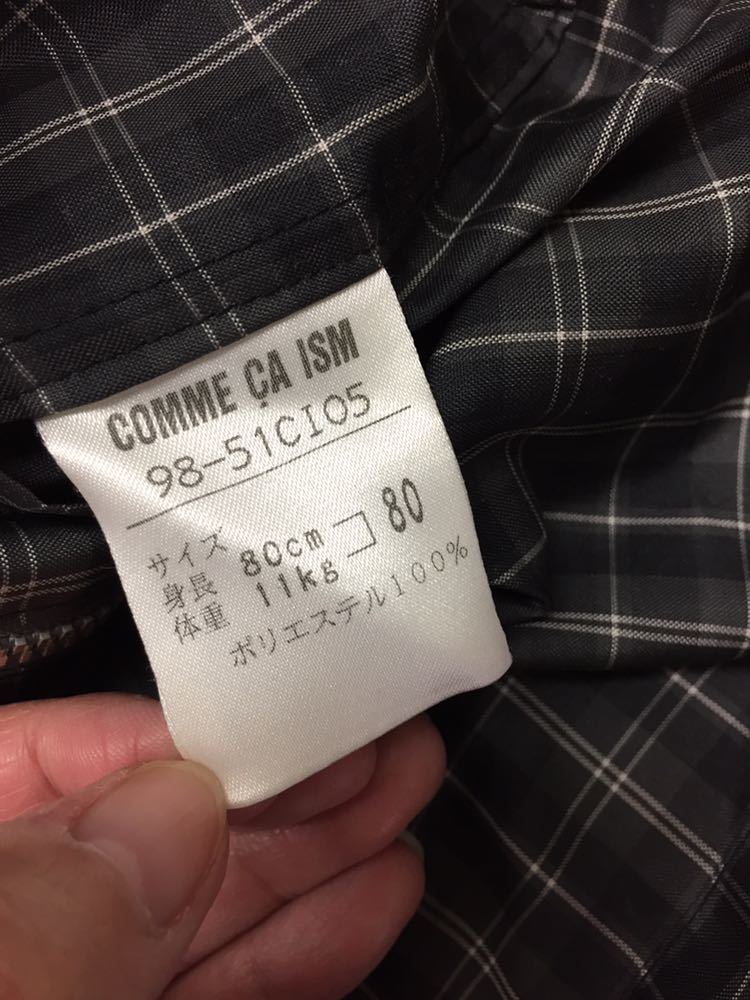 COMME ÇA ISM
98-51CI05
サイズ
身長 80cm 80
体重 11kg
ポリエステル100%